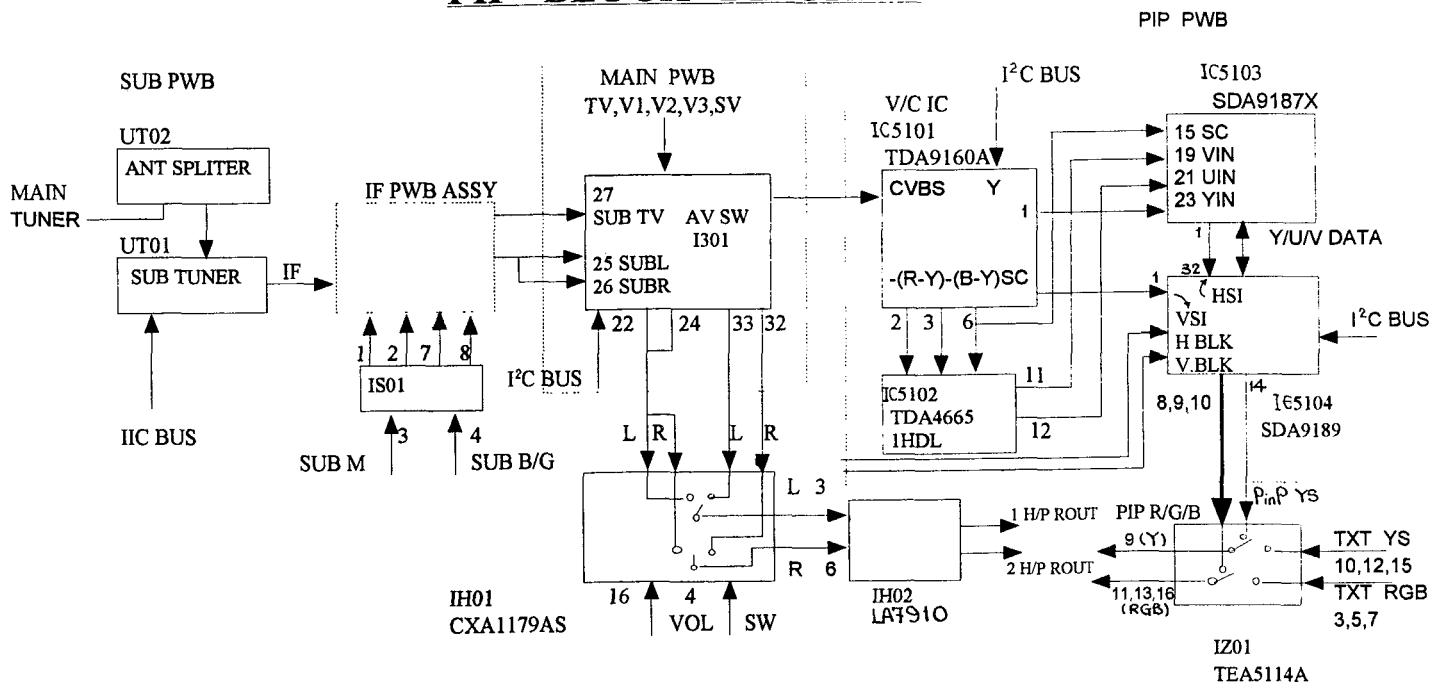 PIP PWB
SUB PWB
UT02
ANT SPLITER
MAIN
TUNER
UT01
SUB TUNER
IF
IIC BUS
IF PWB ASSY
1 2 7 8
IS01
3 4
SUB M
SUB B/G
MAIN PWB
TV,V1,V2,V3,SV
27
SUB TV
AV SW
I301
25 SUBL
26 SUBR
22 24 33 32
I²C BUS
L R L R
L 3
R 6
16 4
VOL SW
IH01
CXA1179AS
IH02
LA7910
1 H/P ROUT
2 H/P ROUT
I²C BUS
V/C IC
IC5101
TDA9160A
CVBS Y
1
-(R-Y)-(B-Y)SC
2 3 6
IC5102
TDA4665
1HDL
11
12
IC5103
SDA9187X
15 SC
19 VIN
21 UIN
23 YIN
1
Y/U/V DATA
1
32
HSI
VSI
H BLK
V.BLK
I²C BUS
8,9,10
14
IC5104
SDA9189
PinP YS
PIP R/G/B
9 (Y)
11,13,16
(RGB)
TXT YS
10,12,15
TXT RGB
3,5,7
IZ01
TEA5114A